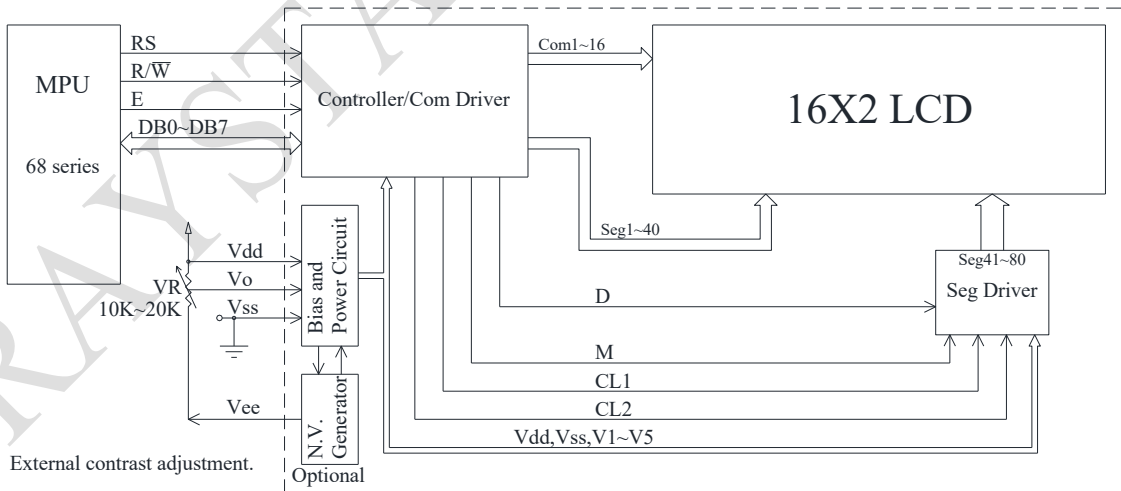 RAYSTA
MPU
68 series
RS
R/W̅
E
DB0~DB7
Controller/Com Driver
Com1~16
16X2 LCD
Seg1~40
Seg41~80
Seg Driver
Vdd
Vo
Vss
VR
10K~20K
Bias and
Power Circuit
D
M
CL1
CL2
Vdd,Vss,V1~V5
Vee
N.V.
Generator
Optional
External contrast adjustment.